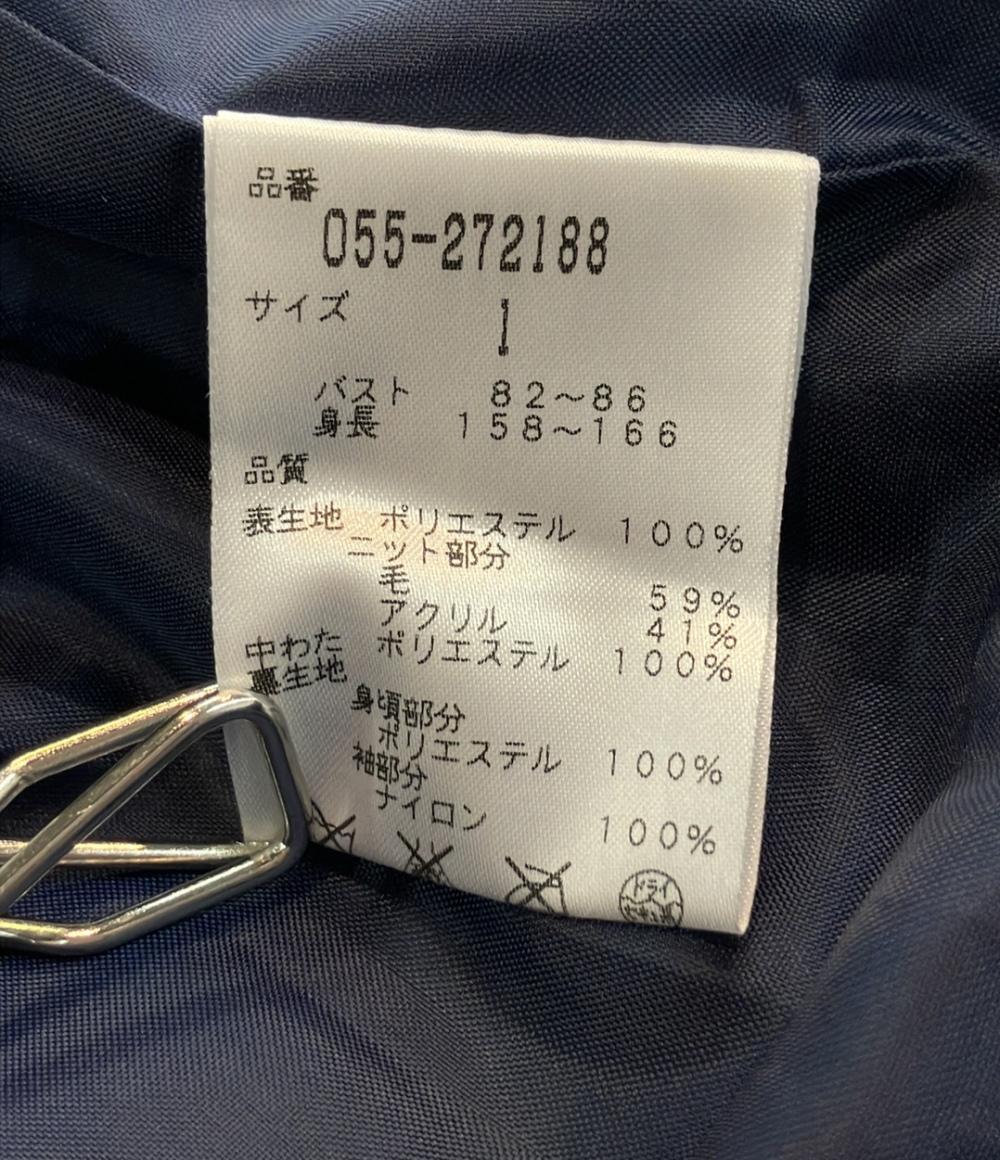 品番
055-272188
サイズ 1
バスト 82～86
身長 158～166
品質
表生地 ポリエステル 100%
ニット部分
毛 59%
アクリル 41%
中わた ポリエステル 100%
裏生地
身頃部分
ポリエステル 100%
袖部分
ナイロン 100%
ドライ